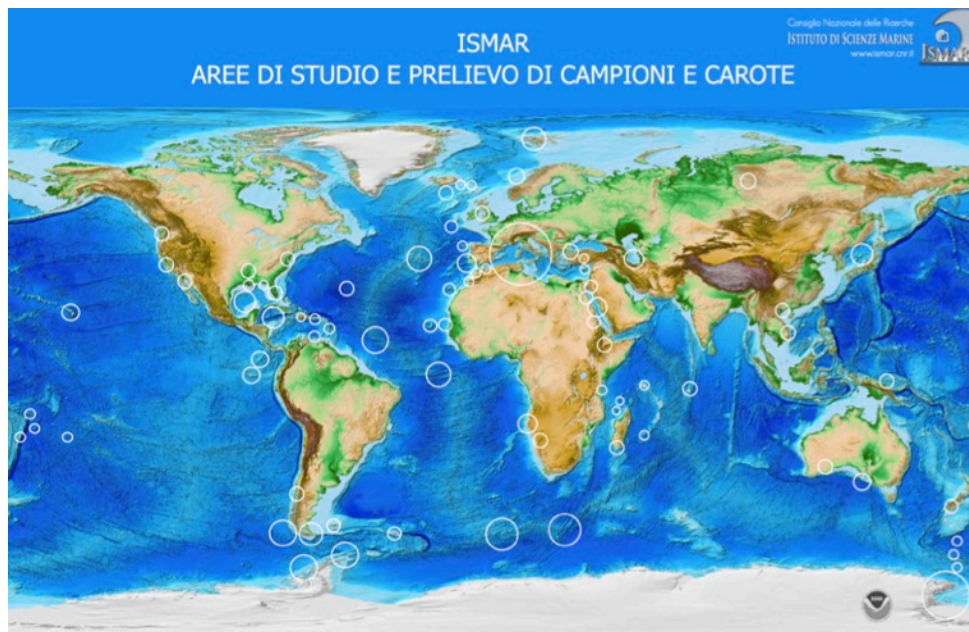 ISMAR
AREE DI STUDIO E PRELIEVO DI CAMPIONI E CAROTE
Consiglio Nazionale delle Ricerche
ISTITUTO DI SCIENZE MARINE
www.ismar.cnr.it
ISMAR